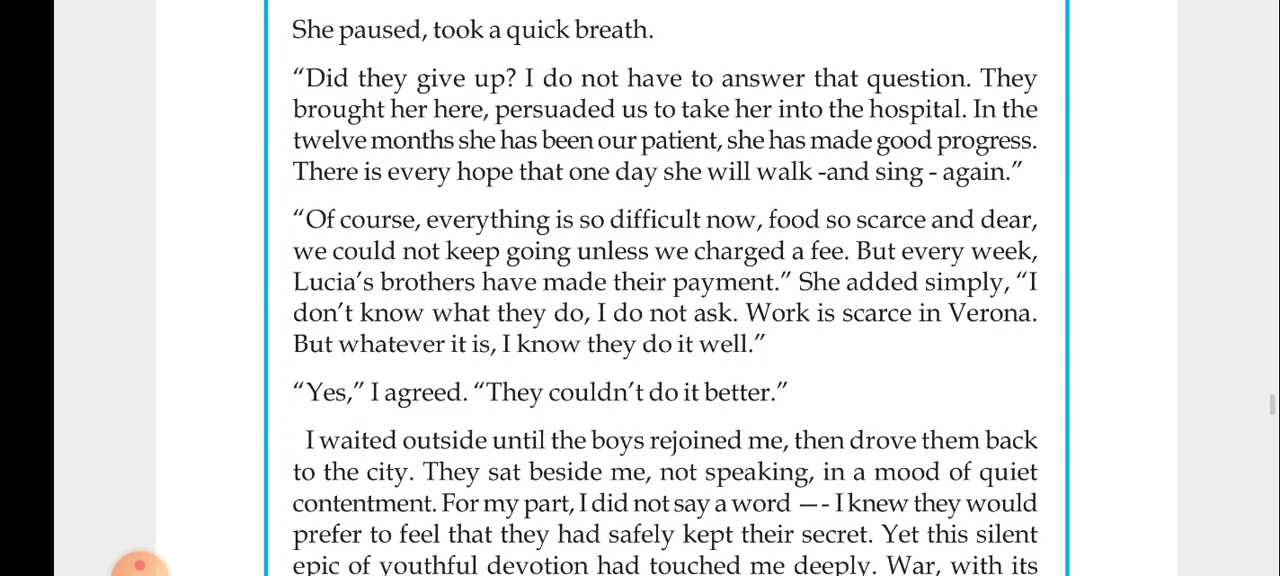 She paused, took a quick breath.
“Did they give up? I do not have to answer that question. They
brought her here, persuaded us to take her into the hospital. In the
twelve months she has been our patient, she has made good progress.
There is every hope that one day she will walk -and sing - again.”
“Of course, everything is so difficult now, food so scarce and dear,
we could not keep going unless we charged a fee. But every week,
Lucia’s brothers have made their payment.” She added simply, “I
don’t know what they do, I do not ask. Work is scarce in Verona.
But whatever it is, I know they do it well.”
“Yes,” I agreed. “They couldn’t do it better.”
I waited outside until the boys rejoined me, then drove them back
to the city. They sat beside me, not speaking, in a mood of quiet
contentment. For my part, I did not say a word —- I knew they would
prefer to feel that they had safely kept their secret. Yet this silent
epic of youthful devotion had touched me deeply. War, with its